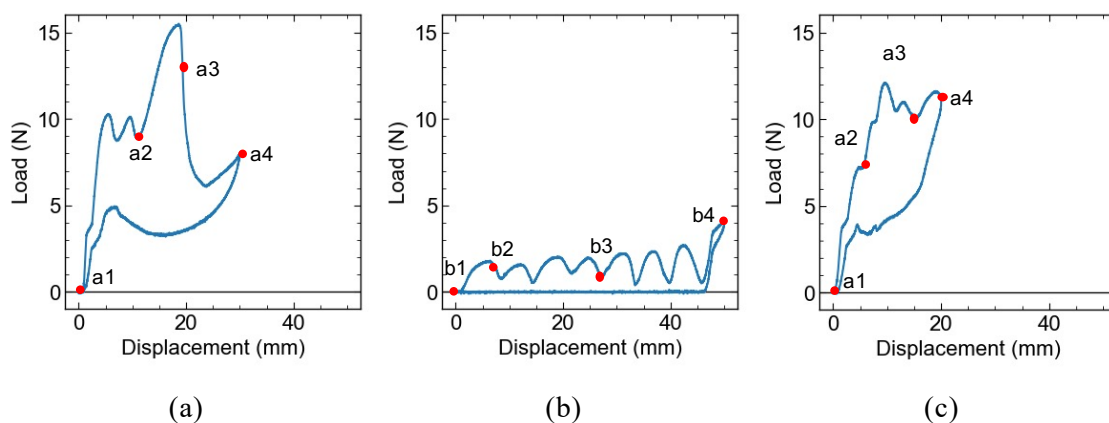 15
10
5
0
Load (N)
a1
a2
a3
a4
0
20
40
Displacement (mm)
(a)
15
10
5
0
Load (N)
b1
b2
b3
b4
0
20
40
Displacement (mm)
(b)
15
10
5
0
Load (N)
a1
a2
a3
a4
0
20
40
Displacement (mm)
(c)